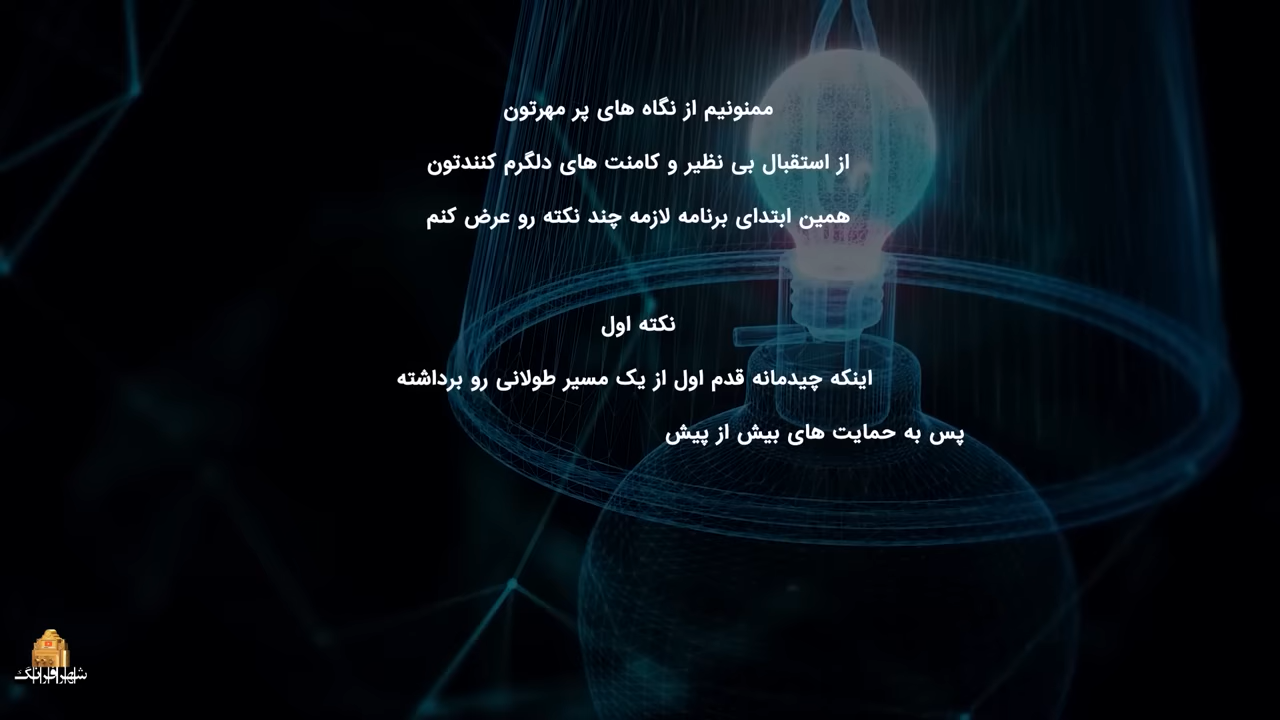 ممنونیم از نگاه های پر مهرتون
از استقبال بی نظیر و کامنت های دلگرم کنندتون
همین ابتدای برنامه لازمه چند نکته رو عرض کنم
نکته اول
اینکه چیدمانه قدم اول از یک مسیر طولانی رو برداشته
پس به حمایت های بیش از پیش
شهر فرانگ